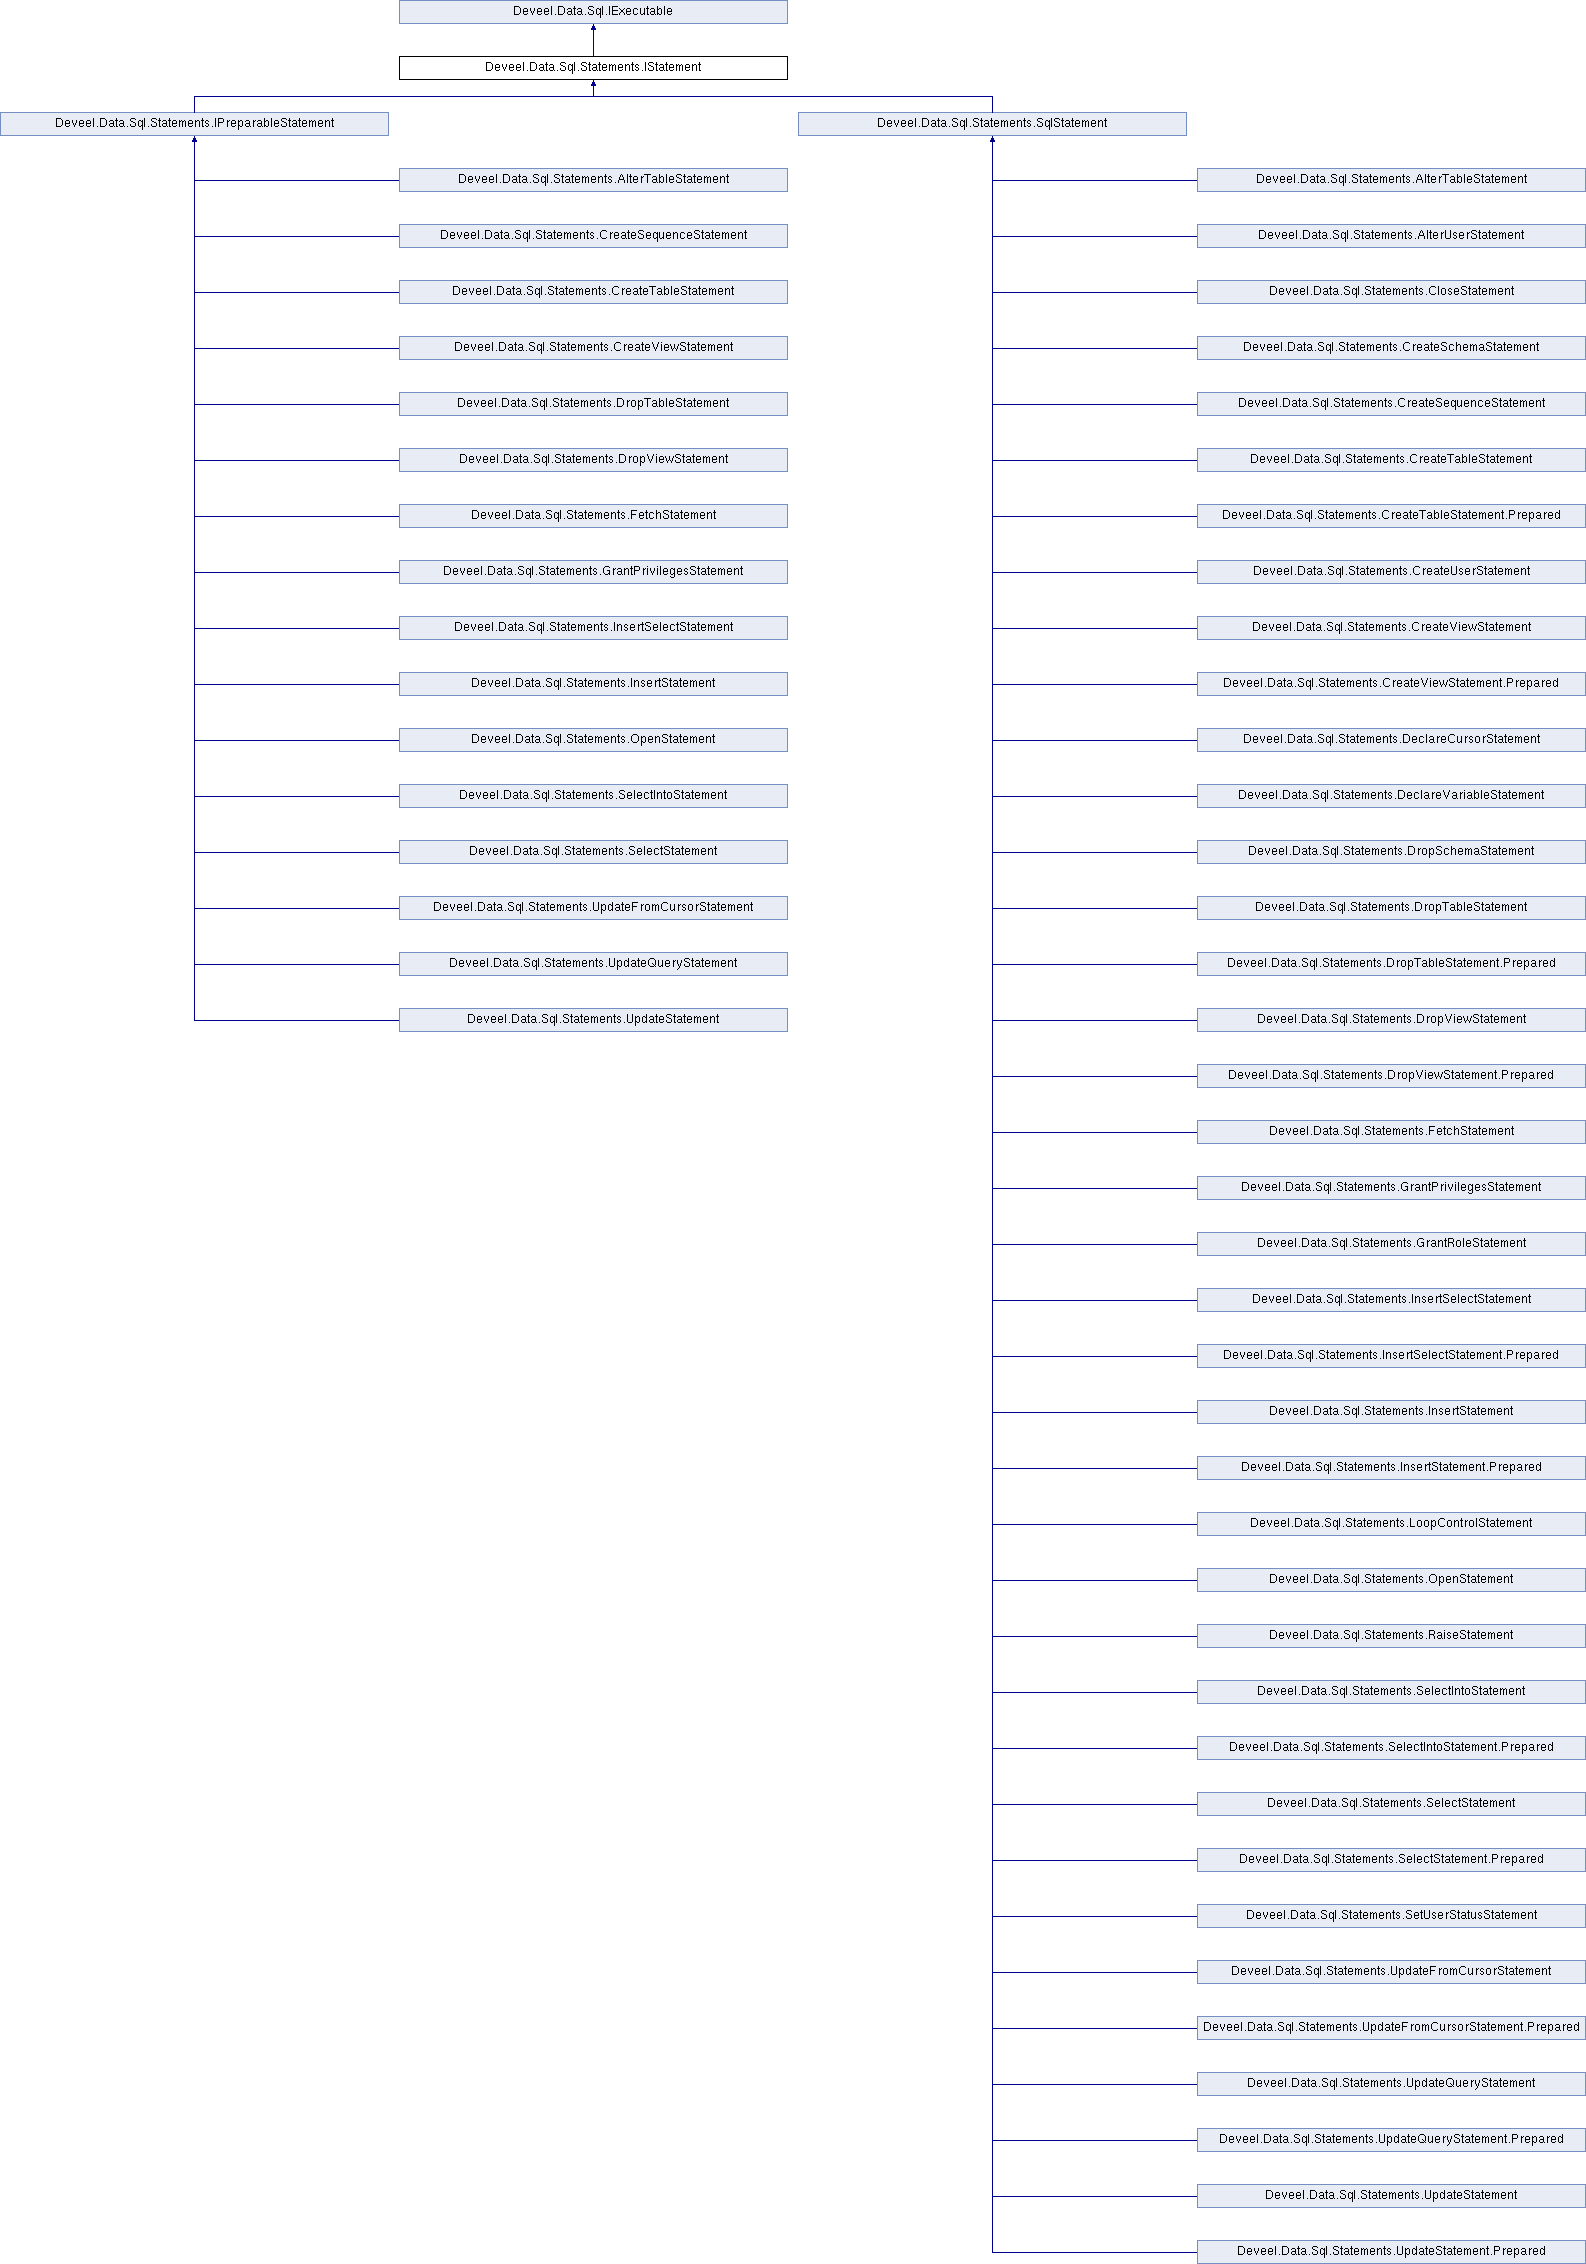 Deveel.Data.Sql.IExecutable
Deveel.Data.Sql.Statements.IStatement
Deveel.Data.Sql.Statements.IPreparableStatement
Deveel.Data.Sql.Statements.SqlStatement
Deveel.Data.Sql.Statements.AlterTableStatement
Deveel.Data.Sql.Statements.CreateSequenceStatement
Deveel.Data.Sql.Statements.CreateTableStatement
Deveel.Data.Sql.Statements.CreateViewStatement
Deveel.Data.Sql.Statements.DropTableStatement
Deveel.Data.Sql.Statements.DropViewStatement
Deveel.Data.Sql.Statements.FetchStatement
Deveel.Data.Sql.Statements.GrantPrivilegesStatement
Deveel.Data.Sql.Statements.InsertSelectStatement
Deveel.Data.Sql.Statements.InsertStatement
Deveel.Data.Sql.Statements.OpenStatement
Deveel.Data.Sql.Statements.SelectIntoStatement
Deveel.Data.Sql.Statements.SelectStatement
Deveel.Data.Sql.Statements.UpdateFromCursorStatement
Deveel.Data.Sql.Statements.UpdateQueryStatement
Deveel.Data.Sql.Statements.UpdateStatement
Deveel.Data.Sql.Statements.AlterTableStatement
Deveel.Data.Sql.Statements.AlterUserStatement
Deveel.Data.Sql.Statements.CloseStatement
Deveel.Data.Sql.Statements.CreateSchemaStatement
Deveel.Data.Sql.Statements.CreateSequenceStatement
Deveel.Data.Sql.Statements.CreateTableStatement
Deveel.Data.Sql.Statements.CreateTableStatement.Prepared
Deveel.Data.Sql.Statements.CreateUserStatement
Deveel.Data.Sql.Statements.CreateViewStatement
Deveel.Data.Sql.Statements.CreateViewStatement.Prepared
Deveel.Data.Sql.Statements.DeclareCursorStatement
Deveel.Data.Sql.Statements.DeclareVariableStatement
Deveel.Data.Sql.Statements.DropSchemaStatement
Deveel.Data.Sql.Statements.DropTableStatement
Deveel.Data.Sql.Statements.DropTableStatement.Prepared
Deveel.Data.Sql.Statements.DropViewStatement
Deveel.Data.Sql.Statements.DropViewStatement.Prepared
Deveel.Data.Sql.Statements.FetchStatement
Deveel.Data.Sql.Statements.GrantPrivilegesStatement
Deveel.Data.Sql.Statements.GrantRoleStatement
Deveel.Data.Sql.Statements.InsertSelectStatement
Deveel.Data.Sql.Statements.InsertSelectStatement.Prepared
Deveel.Data.Sql.Statements.InsertStatement
Deveel.Data.Sql.Statements.InsertStatement.Prepared
Deveel.Data.Sql.Statements.LoopControlStatement
Deveel.Data.Sql.Statements.OpenStatement
Deveel.Data.Sql.Statements.RaiseStatement
Deveel.Data.Sql.Statements.SelectIntoStatement
Deveel.Data.Sql.Statements.SelectIntoStatement.Prepared
Deveel.Data.Sql.Statements.SelectStatement
Deveel.Data.Sql.Statements.SelectStatement.Prepared
Deveel.Data.Sql.Statements.SetUserStatusStatement
Deveel.Data.Sql.Statements.UpdateFromCursorStatement
Deveel.Data.Sql.Statements.UpdateFromCursorStatement.Prepared
Deveel.Data.Sql.Statements.UpdateQueryStatement
Deveel.Data.Sql.Statements.UpdateQueryStatement.Prepared
Deveel.Data.Sql.Statements.UpdateStatement
Deveel.Data.Sql.Statements.UpdateStatement.Prepared